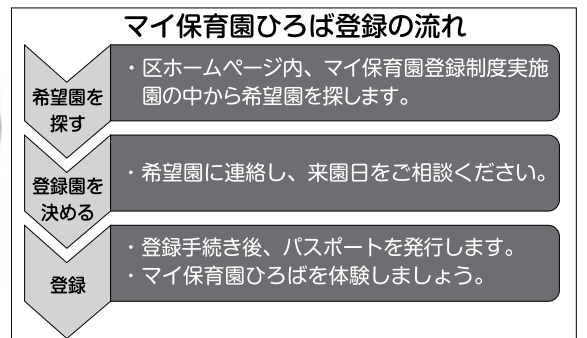 マイ保育園ひろば登録の流れ
希望園を
探す
・区ホームページ内、マイ保育園登録制度実施
園の中から希望園を探します。
登録園を
決める
・希望園に連絡し、来園日をご相談ください。
登録
・登録手続き後、パスポートを発行します。
・マイ保育園ひろばを体験しましょう。